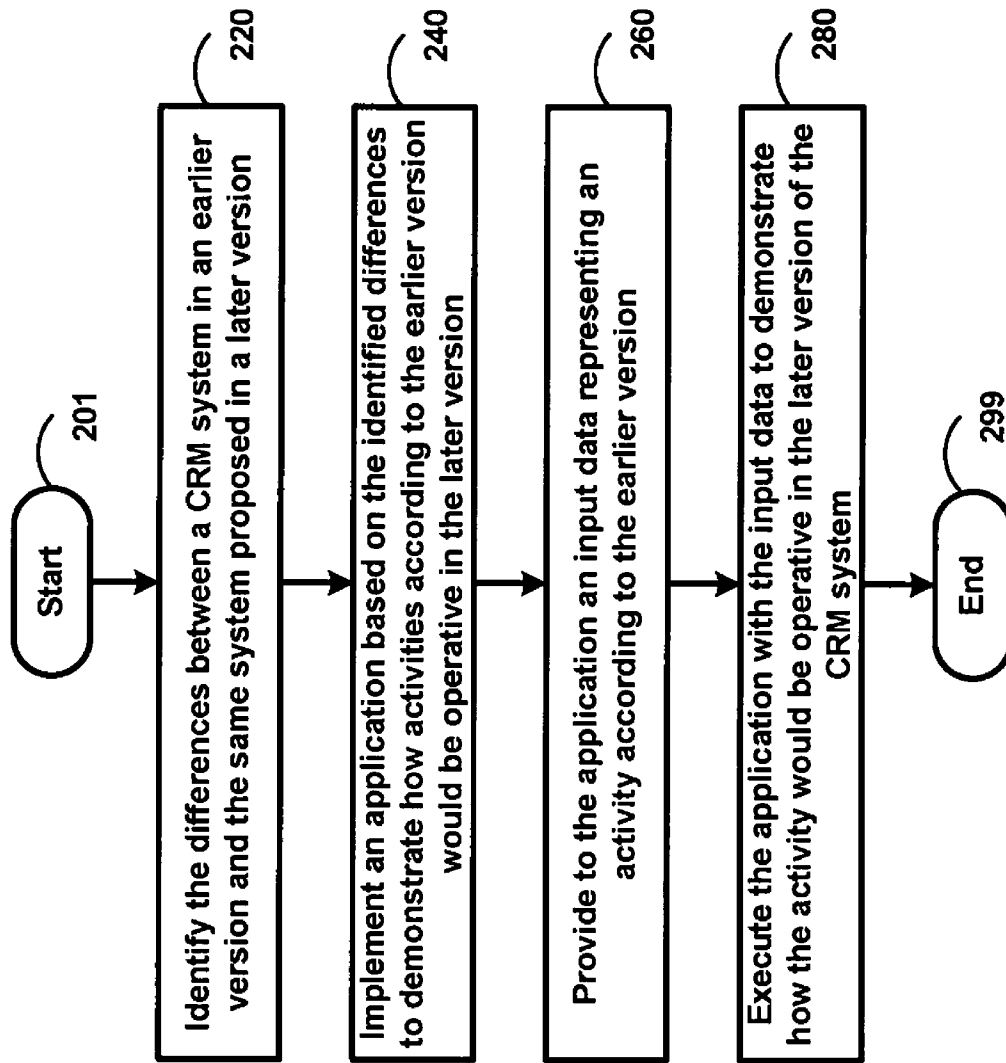 Start
201
Identify the differences between a CRM system in an earlier
version and the same system proposed in a later version
220
Implement an application based on the identified differences
to demonstrate how activities according to the earlier version
would be operative in the later version
240
Provide to the application an input data representing an
activity according to the earlier version
260
Execute the application with the input data to demonstrate
how the activity would be operative in the later version of the
CRM system
280
End
299